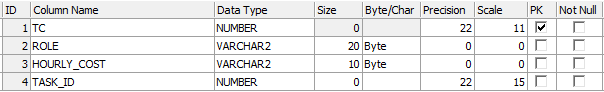 ID Column Name Data Type Size Byte/Char Precision Scale PK Not Null
1 TC NUMBER 0 22 11
2 ROLE VARCHAR2 20 Byte 0 0
3 HOURLY_COST VARCHAR2 10 Byte 0 0
4 TASK_ID NUMBER 0 22 15